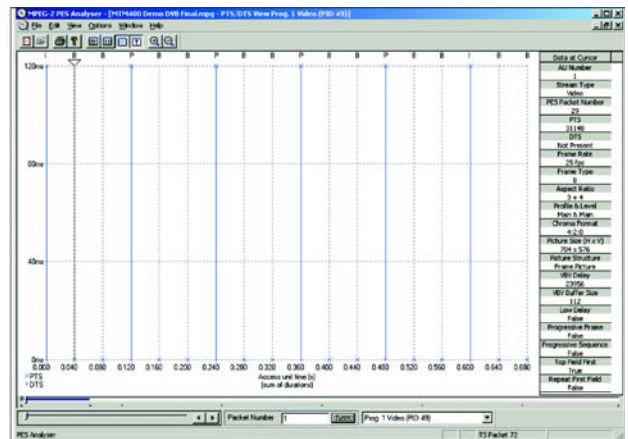 MPEG-2 PES Analyser - [MTM400 Demo DVB Final.mpg - PTS/DTS View Prog. 1 Video (PID 49)]
File Edit View Options Window Help
I B B P B B P B B P B B P B B I B B
120ms
80ms
40ms
0ms
0.000 0.040 0.080 0.120 0.160 0.200 0.240 0.280 0.320 0.360 0.400 0.440 0.480 0.520 0.560 0.600 0.640 0.680
×PTS
+DTS
Access unit time (s)
(sum of durations)
Data at Cursor
AU Number
1
Stream Type
Video
PES Packet Number
29
PTS
31148
DTS
Not Present
Frame Rate
25 fps
Frame Type
B
Aspect Ratio
3 * 4
Profile & Level
Main & Main
Chroma Format
4:2:0
Picture Size (H x V)
704 x 576
Picture Structure
Frame Picture
VBV Delay
23956
VBV Buffer Size
112
Low Delay
False
Progressive Frame
False
Progressive Sequence
False
Top Field First
True
Repeat First Field
False
Packet Number 1 Prog. 1 Video (PID 49)
PES Analyser TS Packet 72